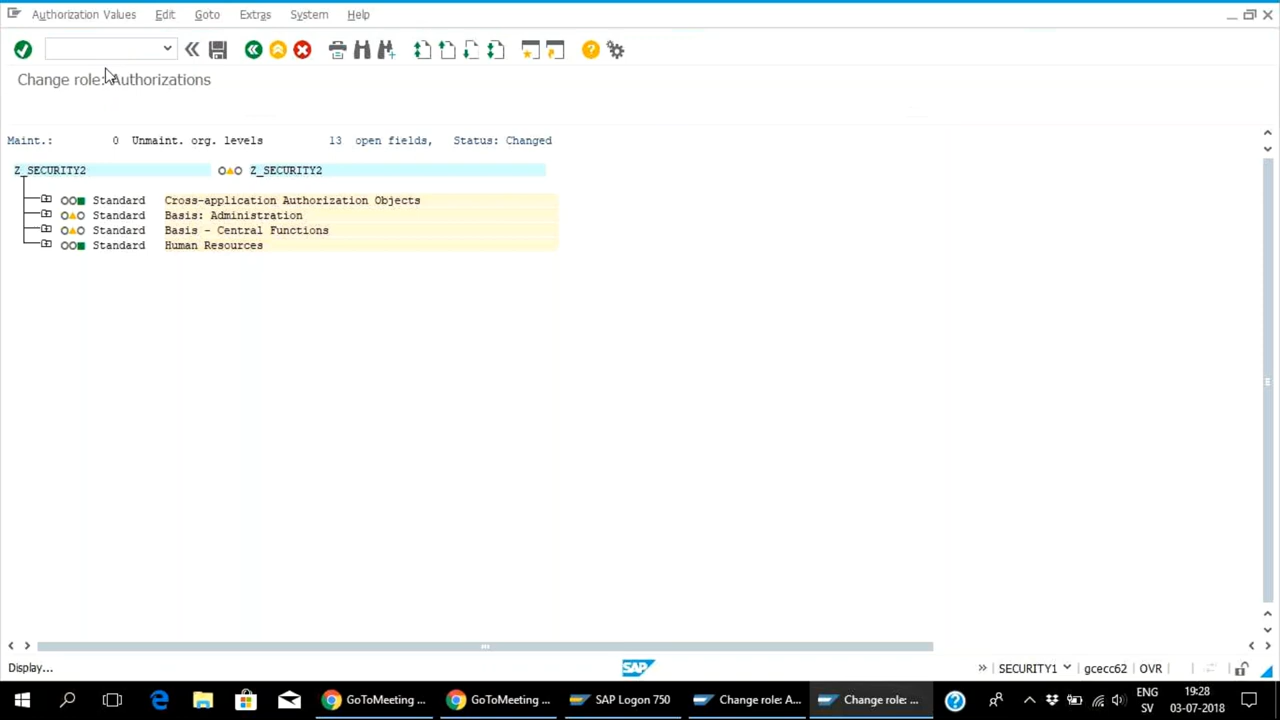 Authorization Values Edit Goto Extras System Help
Change role: Authorizations
Maint.: 0 Unmaint. org. levels 13 open fields, Status: Changed
Z_SECURITY2 Z_SECURITY2
Standard Cross-application Authorization Objects
Standard Basis: Administration
Standard Basis - Central Functions
Standard Human Resources
Display... SAP SECURITY1 gcecc62 OVR
GoToMeeting ... GoToMeeting ... SAP Logon 750 Change role: A... Change role: ... ENG 19:28
SV 03-07-2018